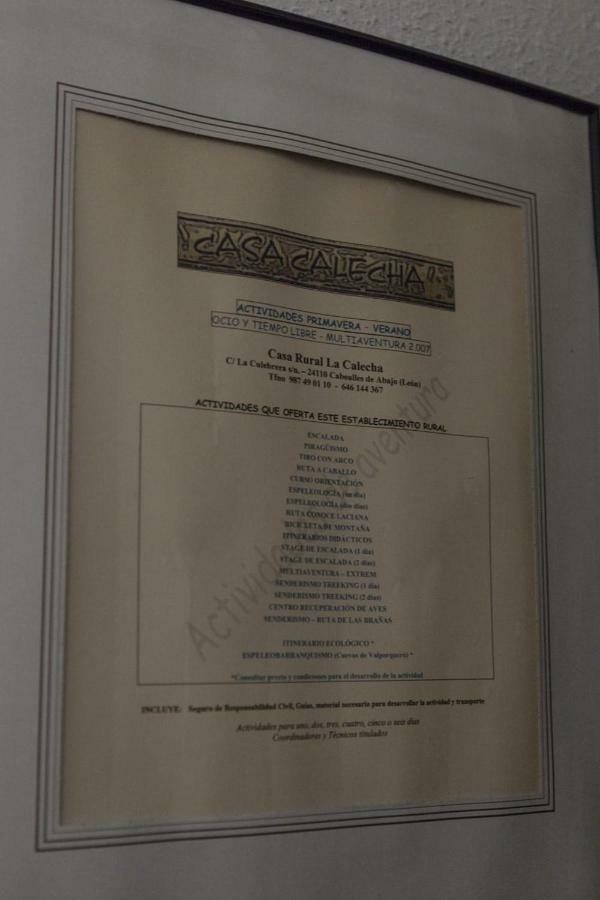 CASA CALECHA
ACTIVIDADES PRIMAVERA - VERANO
OCIO Y TIEMPO LIBRE - MULTIAVENTURA 2.007
Casa Rural La Calecha
C/ La Culebrera s/n. – 24110 Caboalles de Abajo (León)
Tfno 987 49 01 10 - 646 144 367
ACTIVIDADES QUE OFERTA ESTE ESTABLECIMIENTO RURAL
ESCALADA
PIRAGÜISMO
TIRO CON ARCO
RUTA A CABALLO
CURSO ORIENTACIÓN
ESPELEOLOGÍA (un día)
ESPELEOLOGÍA (dos días)
RUTA CONOCE LACIANA
BICICLETA DE MONTAÑA
ITINERARIOS DIDÁCTICOS
STAGE DE ESCALADA (1 día)
STAGE DE ESCALADA (2 días)
MULTIAVENTURA – EXTREM
SENDERISMO TREEKING (1 día)
SENDERISMO TREEKING (2 días)
CENTRO RECUPERACIÓN DE AVES
SENDERISMO – RUTA DE LAS BRAÑAS
ITINERARIO ECOLÓGICO *
ESPELEOBARRANQUISMO (Cuevas de Valporquero) *
*Consultar precio y condiciones para el desarrollo de la actividad
INCLUYE: Seguro de Responsabilidad Civil, Guías, material necesario para desarrollar la actividad y transporte
Actividades para uno, dos, tres, cuatro, cinco o seis días
Coordinadores y Técnicos titulados